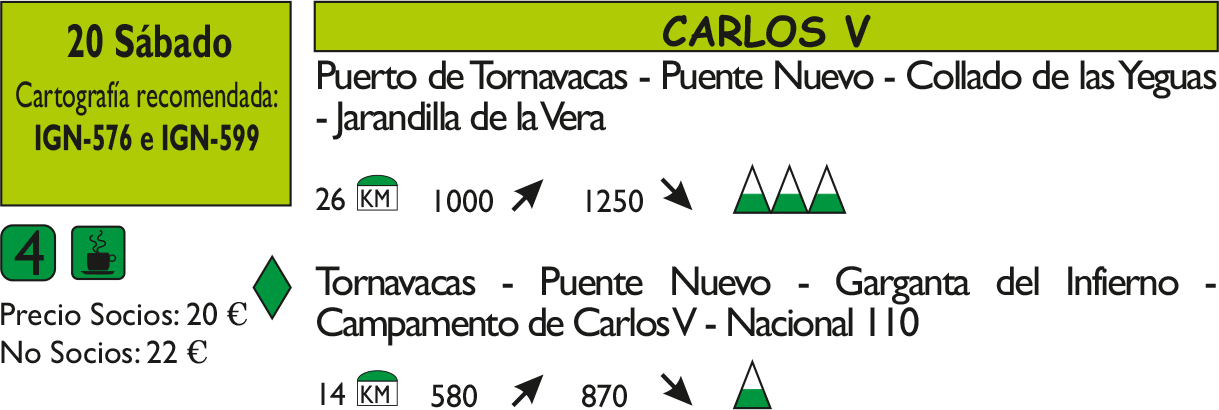 20 Sábado
Cartografía recomendada:
IGN-576 e IGN-599
4
Precio Socios: 20 €
No Socios: 22 €
CARLOS V
Puerto de Tornavacas - Puente Nuevo - Collado de las Yeguas
- Jarandilla de la Vera
26 KM 1000 1250
Tornavacas - Puente Nuevo - Garganta del Infierno -
Campamento de Carlos V - Nacional 110
14 KM 580 870